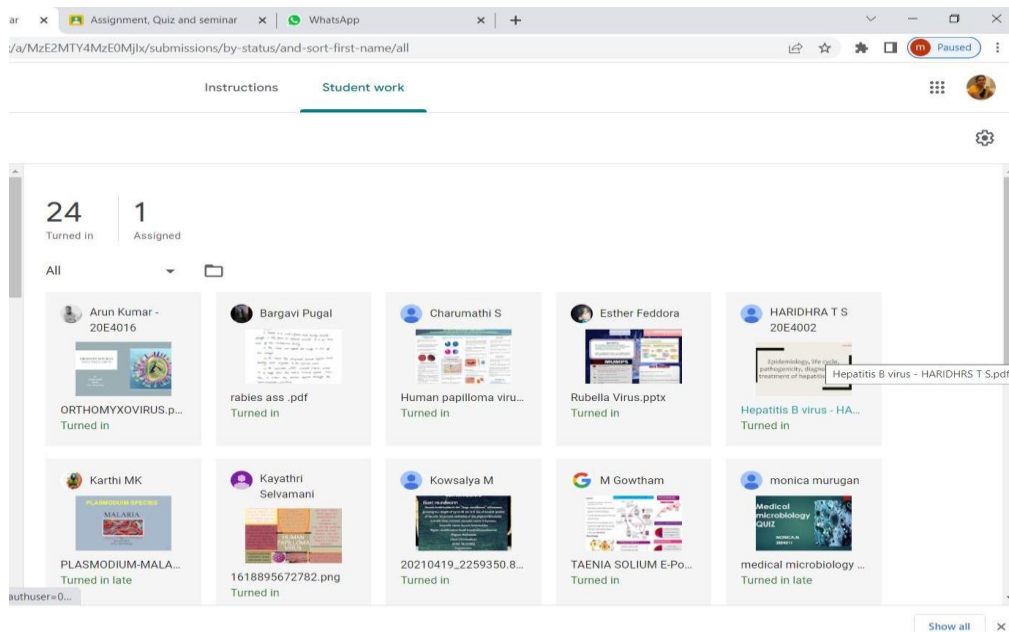 ar
Assignment, Quiz and seminar
WhatsApp
:/a/MzE2MTY4MzE0Mjlx/submissions/by-status/and-sort-first-name/all
m Paused
Instructions Student work
24 1
Turned in Assigned
All
Arun Kumar - 20E4016
ORTHOMYXOVIRUS.p...
Turned in
Bargavi Pugal
rabies ass .pdf
Turned in
Charumathi S
Human papilloma viru...
Turned in
Esther Feddora
Rubella Virus.pptx
Turned in
HARIDHRA T S
20E4002
Epidemiology, life cycle,
pathogenicity, diagno
treatment of hepatitis
Hepatitis B virus - HARIDHRS T S.pdf
Hepatitis B virus - HA...
Turned in
Karthi MK
PLASMODIUM SPECIES
MALARIA
PLASMODIUM-MALA...
Turned in late
Kayathri
Selvamani
HUMAN
PAPILLOMA
VIRUS
1618895672782.png
Turned in
Kowsalya M
20210419_2259350.8...
Turned in
M Gowtham
TAENIA SOLIUM E-Po...
Turned in
monica murugan
Medical
microbiology
QUIZ
medical microbiology ...
Turned in late
authuser=0...
Show all